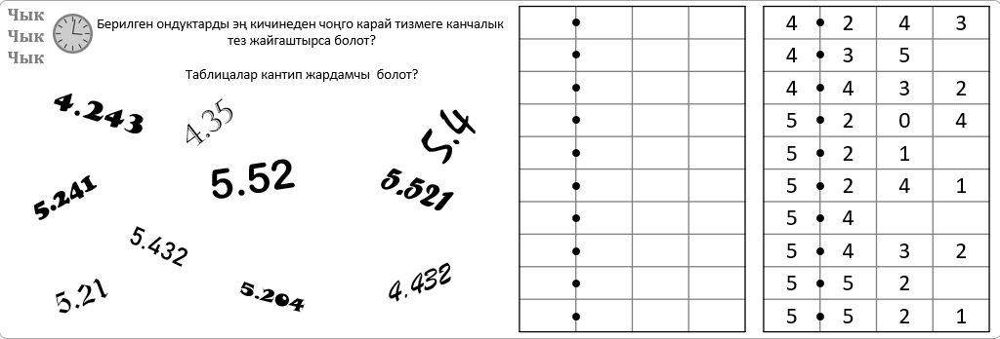 Чык
Чык
Чык
Берилген ондуктарды эң кичинеден чоңго карай тизмеге канчалык
тез жайгаштырса болот?
Таблицалар кантип жардамчы болот?
4.243
4.35
5.4
5.241
5.52
5.521
5.432
5.21
5.204
4.432
4 • 2 4 3
4 • 3 5
4 • 4 3 2
5 • 2 0 4
5 • 2 1
5 • 2 4 1
5 • 4
5 • 4 3 2
5 • 5 2
5 • 5 2 1